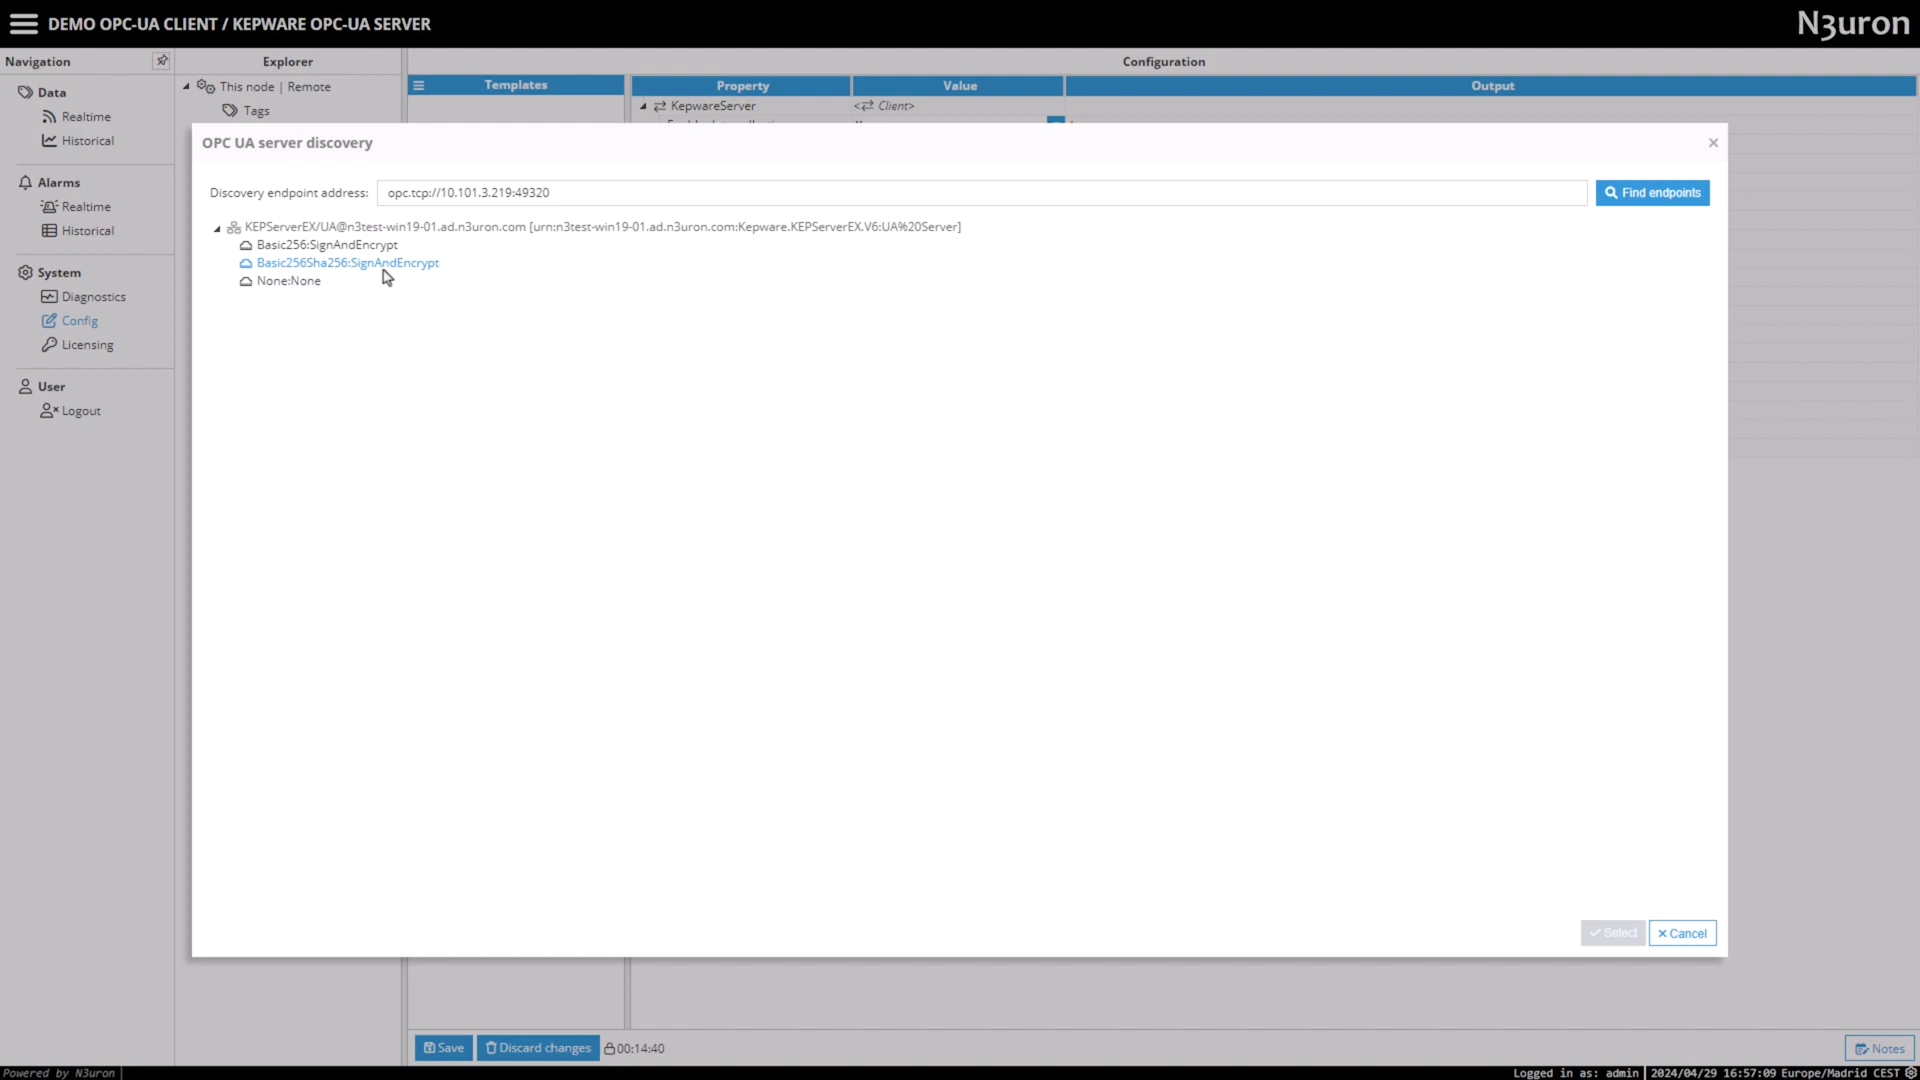 DEMO OPC-UA CLIENT / KEPWARE OPC-UA SERVER
N3uron
Navigation
Explorer
Configuration
Data
Realtime
Historical
Alarms
Realtime
Historical
System
Diagnostics
Config
Licensing
User
Logout
This node | Remote
Tags
Templates
Property
Value
Output
KepwareServer
<⇄ Client>
OPC UA server discovery
Discovery endpoint address:
opc.tcp://10.101.3.219:49320
Find endpoints
KEPServerEX/UA@n3test-win19-01.ad.n3uron.com [urn:n3test-win19-01.ad.n3uron.com:Kepware.KEPServerEX.V6:UA%20Server]
Basic256:SignAndEncrypt
Basic256Sha256:SignAndEncrypt
None:None
Select
Cancel
Save
Discard changes
00:14:40
Notes
Powered by N3uron
Logged in as: admin
2024/04/29 16:57:09 Europe/Madrid CEST